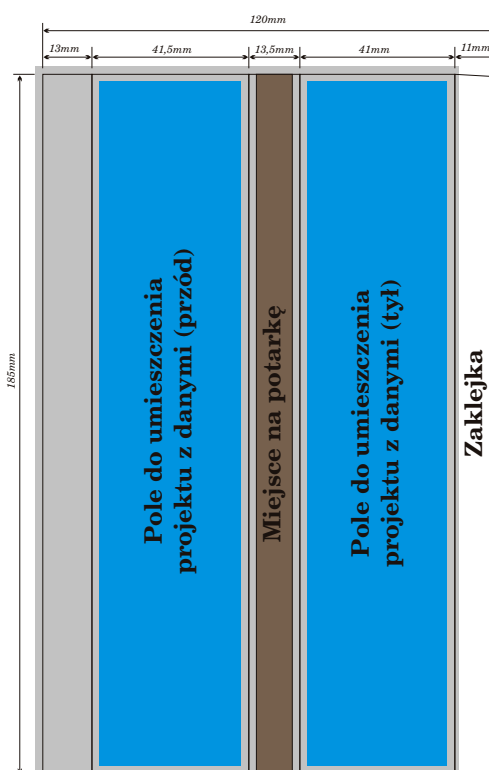 120mm
13mm
41,5mm
13,5mm
41mm
11mm
185mm
Pole do umieszczenia
projektu z danymi (przód)
Miejsce na potarkę
Pole do umieszczenia
projektu z danymi (tył)
Zaklejka